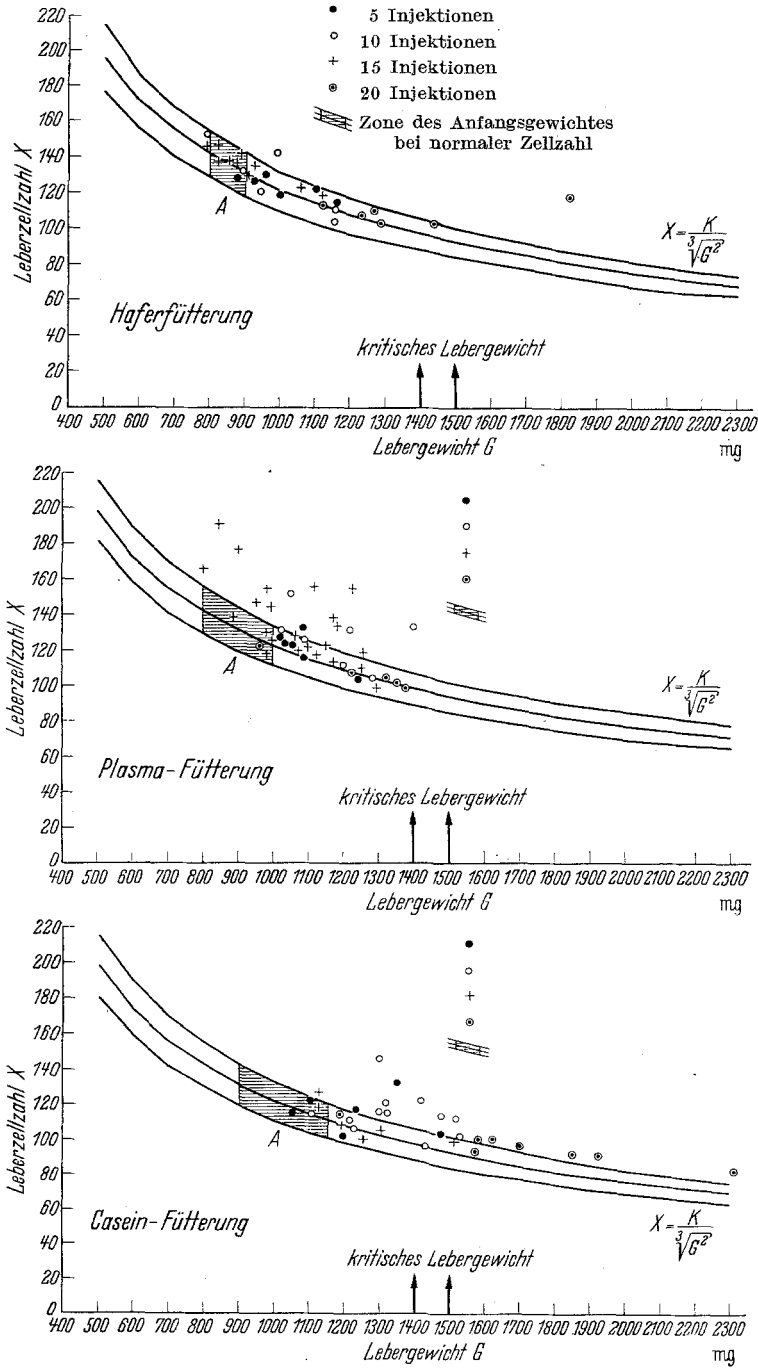 5 Injektionen
10 Injektionen
15 Injektionen
20 Injektionen
Zone des Anfangsgewichtes
bei normaler Zellzahl
220
200
180
160
140
120
100
80
60
40
20
0
Leberzellzahl X
A
X = K / ∛G²
Haferfütterung
kritisches Lebergewicht
400 500 600 700 800 900 1000 1100 1200 1300 1400 1500 1600 1700 1800 1900 2000 2100 2200 2300
Lebergewicht G mg
220
200
180
160
140
120
100
80
60
40
20
0
Leberzellzahl X
A
X = K / ∛G²
Plasma-Fütterung
kritisches Lebergewicht
400 500 600 700 800 900 1000 1100 1200 1300 1400 1500 1600 1700 1800 1900 2000 2100 2200 2300
Lebergewicht G mg
220
200
180
160
140
120
100
80
60
40
20
0
Leberzellzahl X
A
Casein-Fütterung
X = K / ∛G²
kritisches Lebergewicht
400 500 600 700 800 900 1000 1100 1200 1300 1400 1500 1600 1700 1800 1900 2000 2100 2200 2300
Lebergewicht G mg